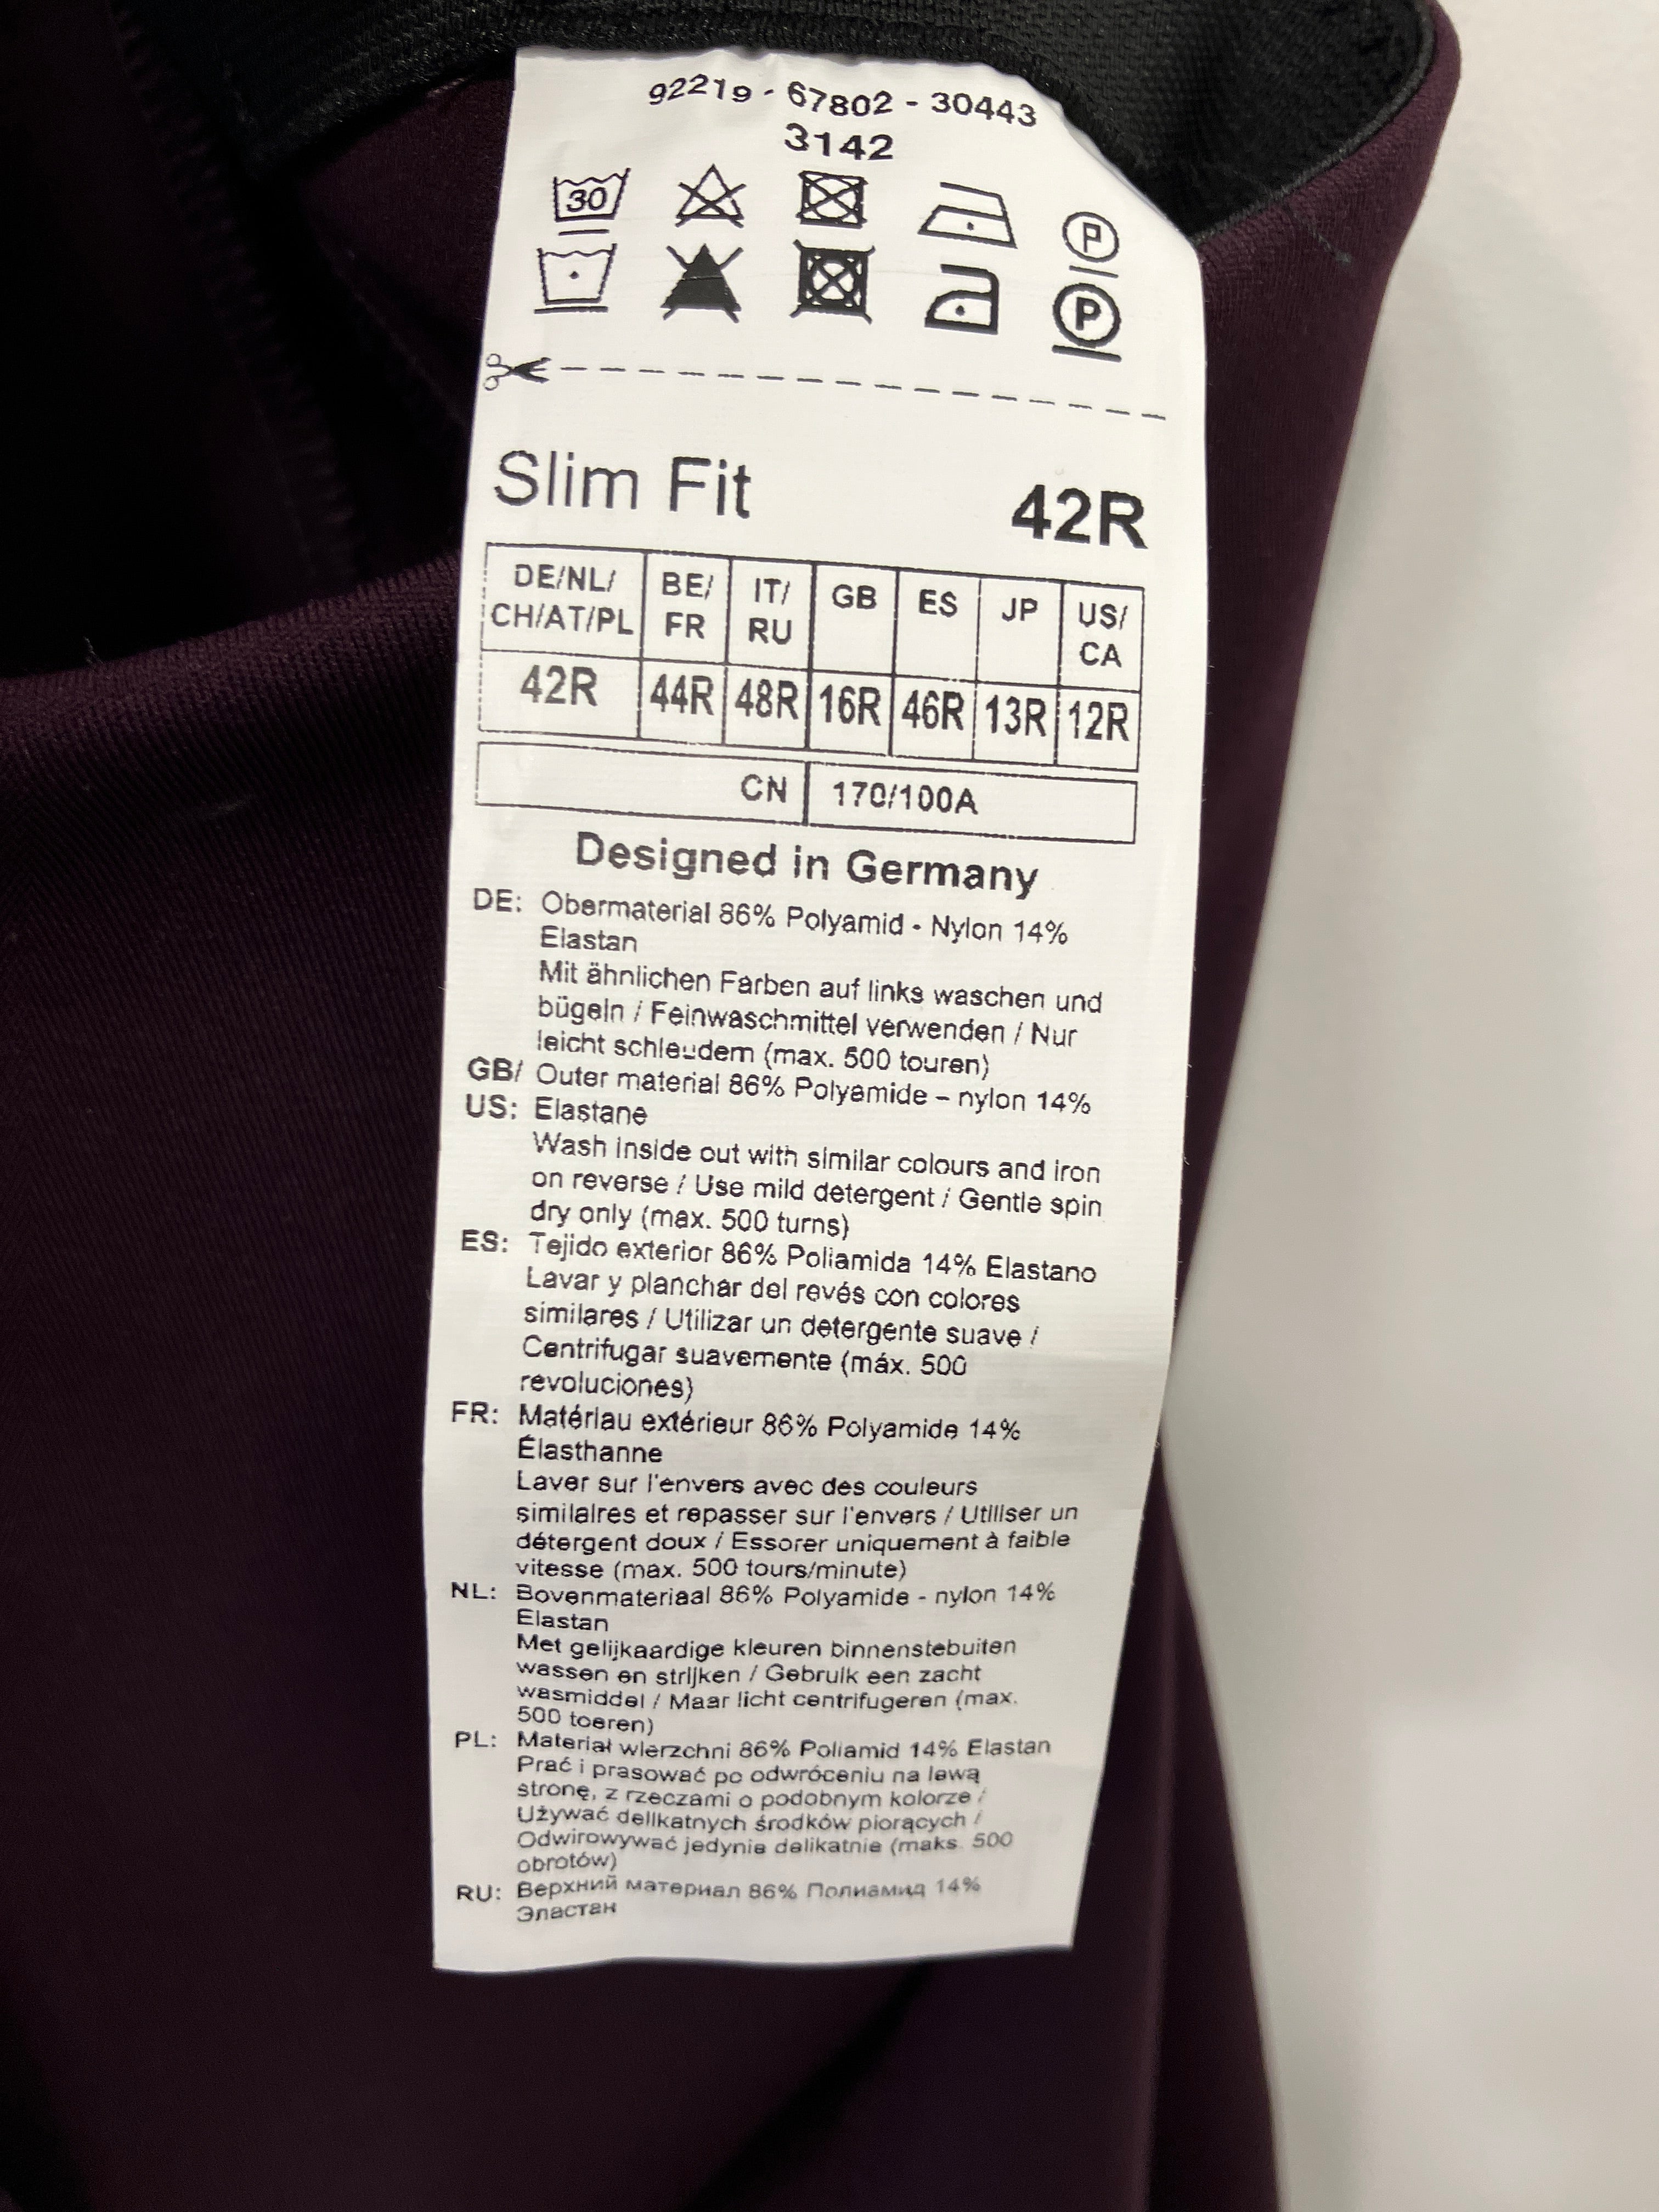 92219 - 67802 - 30443
3142
30
P
P
Slim Fit 42R
DE/NL/ CH/AT/PL BE/ FR IT/ RU GB ES JP US/ CA
42R 44R 48R 16R 46R 13R 12R
CN 170/100A
Designed in Germany
DE: Obermaterial 86% Polyamid - Nylon 14%
Elastan
Mit ähnlichen Farben auf links waschen und
bügeln / Feinwaschmittel verwenden / Nur
leicht schleudern (max. 500 touren)
GB/ Outer material 86% Polyamide – nylon 14%
US: Elastane
Wash inside out with similar colours and iron
on reverse / Use mild detergent / Gentle spin
dry only (max. 500 turns)
ES: Tejido exterior 86% Poliamida 14% Elastano
Lavar y planchar del revés con colores
similares / Utilizar un detergente suave /
Centrifugar suavemente (máx. 500
revoluciones)
FR: Matériau extérieur 86% Polyamide 14%
Élasthanne
Laver sur l'envers avec des couleurs
similaires et repasser sur l'envers / Utiliser un
détergent doux / Essorer uniquement à faible
vitesse (max. 500 tours/minute)
NL: Bovenmateriaal 86% Polyamide - nylon 14%
Elastan
Met gelijkaardige kleuren binnenstebuiten
wassen en strijken / Gebruik een zacht
wasmiddel / Maar licht centrifugeren (max.
500 toeren)
PL: Materiał wierzchni 86% Poliamid 14% Elastan
Prać i prasować po odwróceniu na lewą
stronę, z rzeczami o podobnym kolorze /
Używać delikatnych środków piorących /
Odwirowywać jedynie delikatnie (maks. 500
obrotów)
RU: Верхний материал 86% Полиамид 14%
Эластан